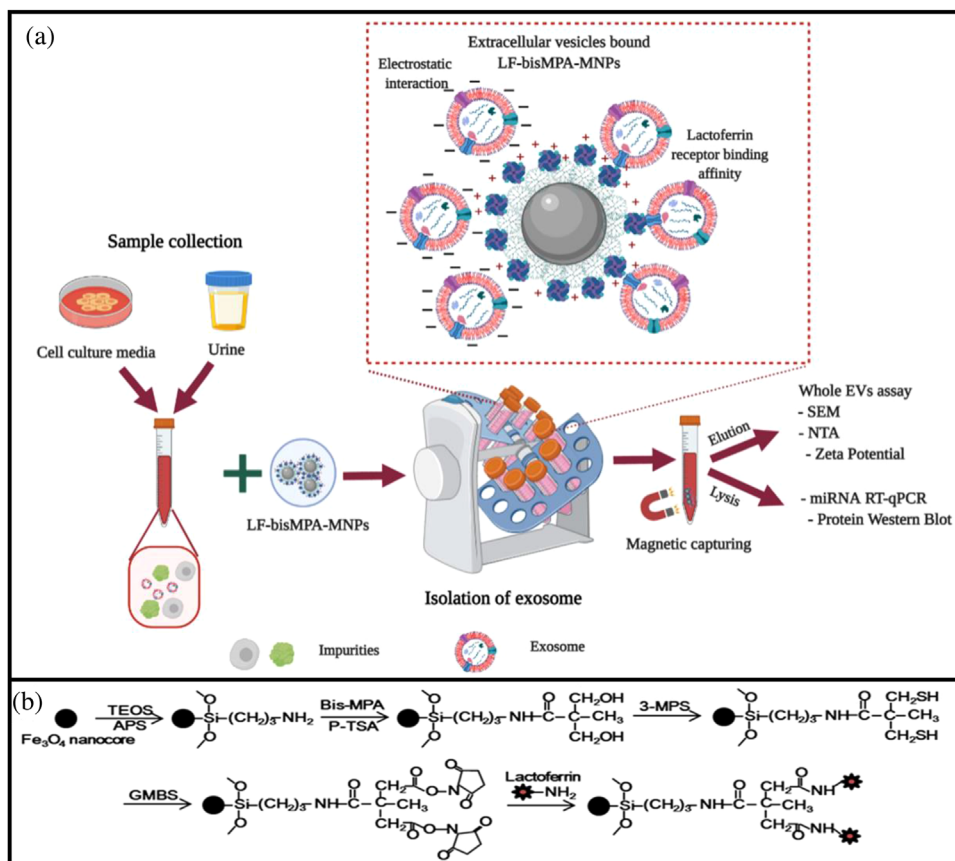 (a)
Extracellular vesicles bound
LF-bisMPA-MNPs
Electrostatic
interaction
Lactoferrin
receptor binding
affinity
Sample collection
Cell culture media
Urine
LF-bisMPA-MNPs
Isolation of exosome
Magnetic capturing
Elution
Lysis
Whole EVs assay
- SEM
- NTA
- Zeta Potential
- miRNA RT-qPCR
- Protein Western Blot
Impurities
Exosome
(b)
Fe₃O₄ nanocore
TEOS
APS
O
Si-(CH₂)₃-NH₂
O
Bis-MPA
P-TSA
O
Si-(CH₂)₃-NH-C-C-CH₃
O
O
CH₂OH
CH₂OH
3-MPS
O
Si-(CH₂)₃-NH-C-C-CH₃
O
O
CH₂SH
CH₂SH
GMBS
O
Si-(CH₂)₃-NH-C-C-CH₃
O
O
H₂C-C-O-N
O
O
O
H₂C-C-O-N
O
O
O
Lactoferrin
-NH₂
O
Si-(CH₂)₃-NH-C-C-CH₃
O
O
H₂C-C-NH-
O
H₂C-C-NH-
O